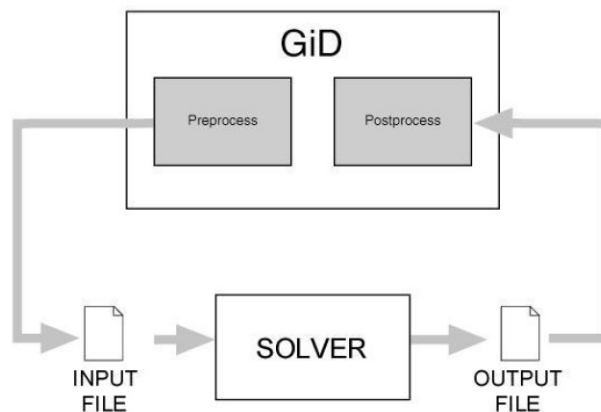 GiD
Preprocess
Postprocess
SOLVER
INPUT
FILE
OUTPUT
FILE